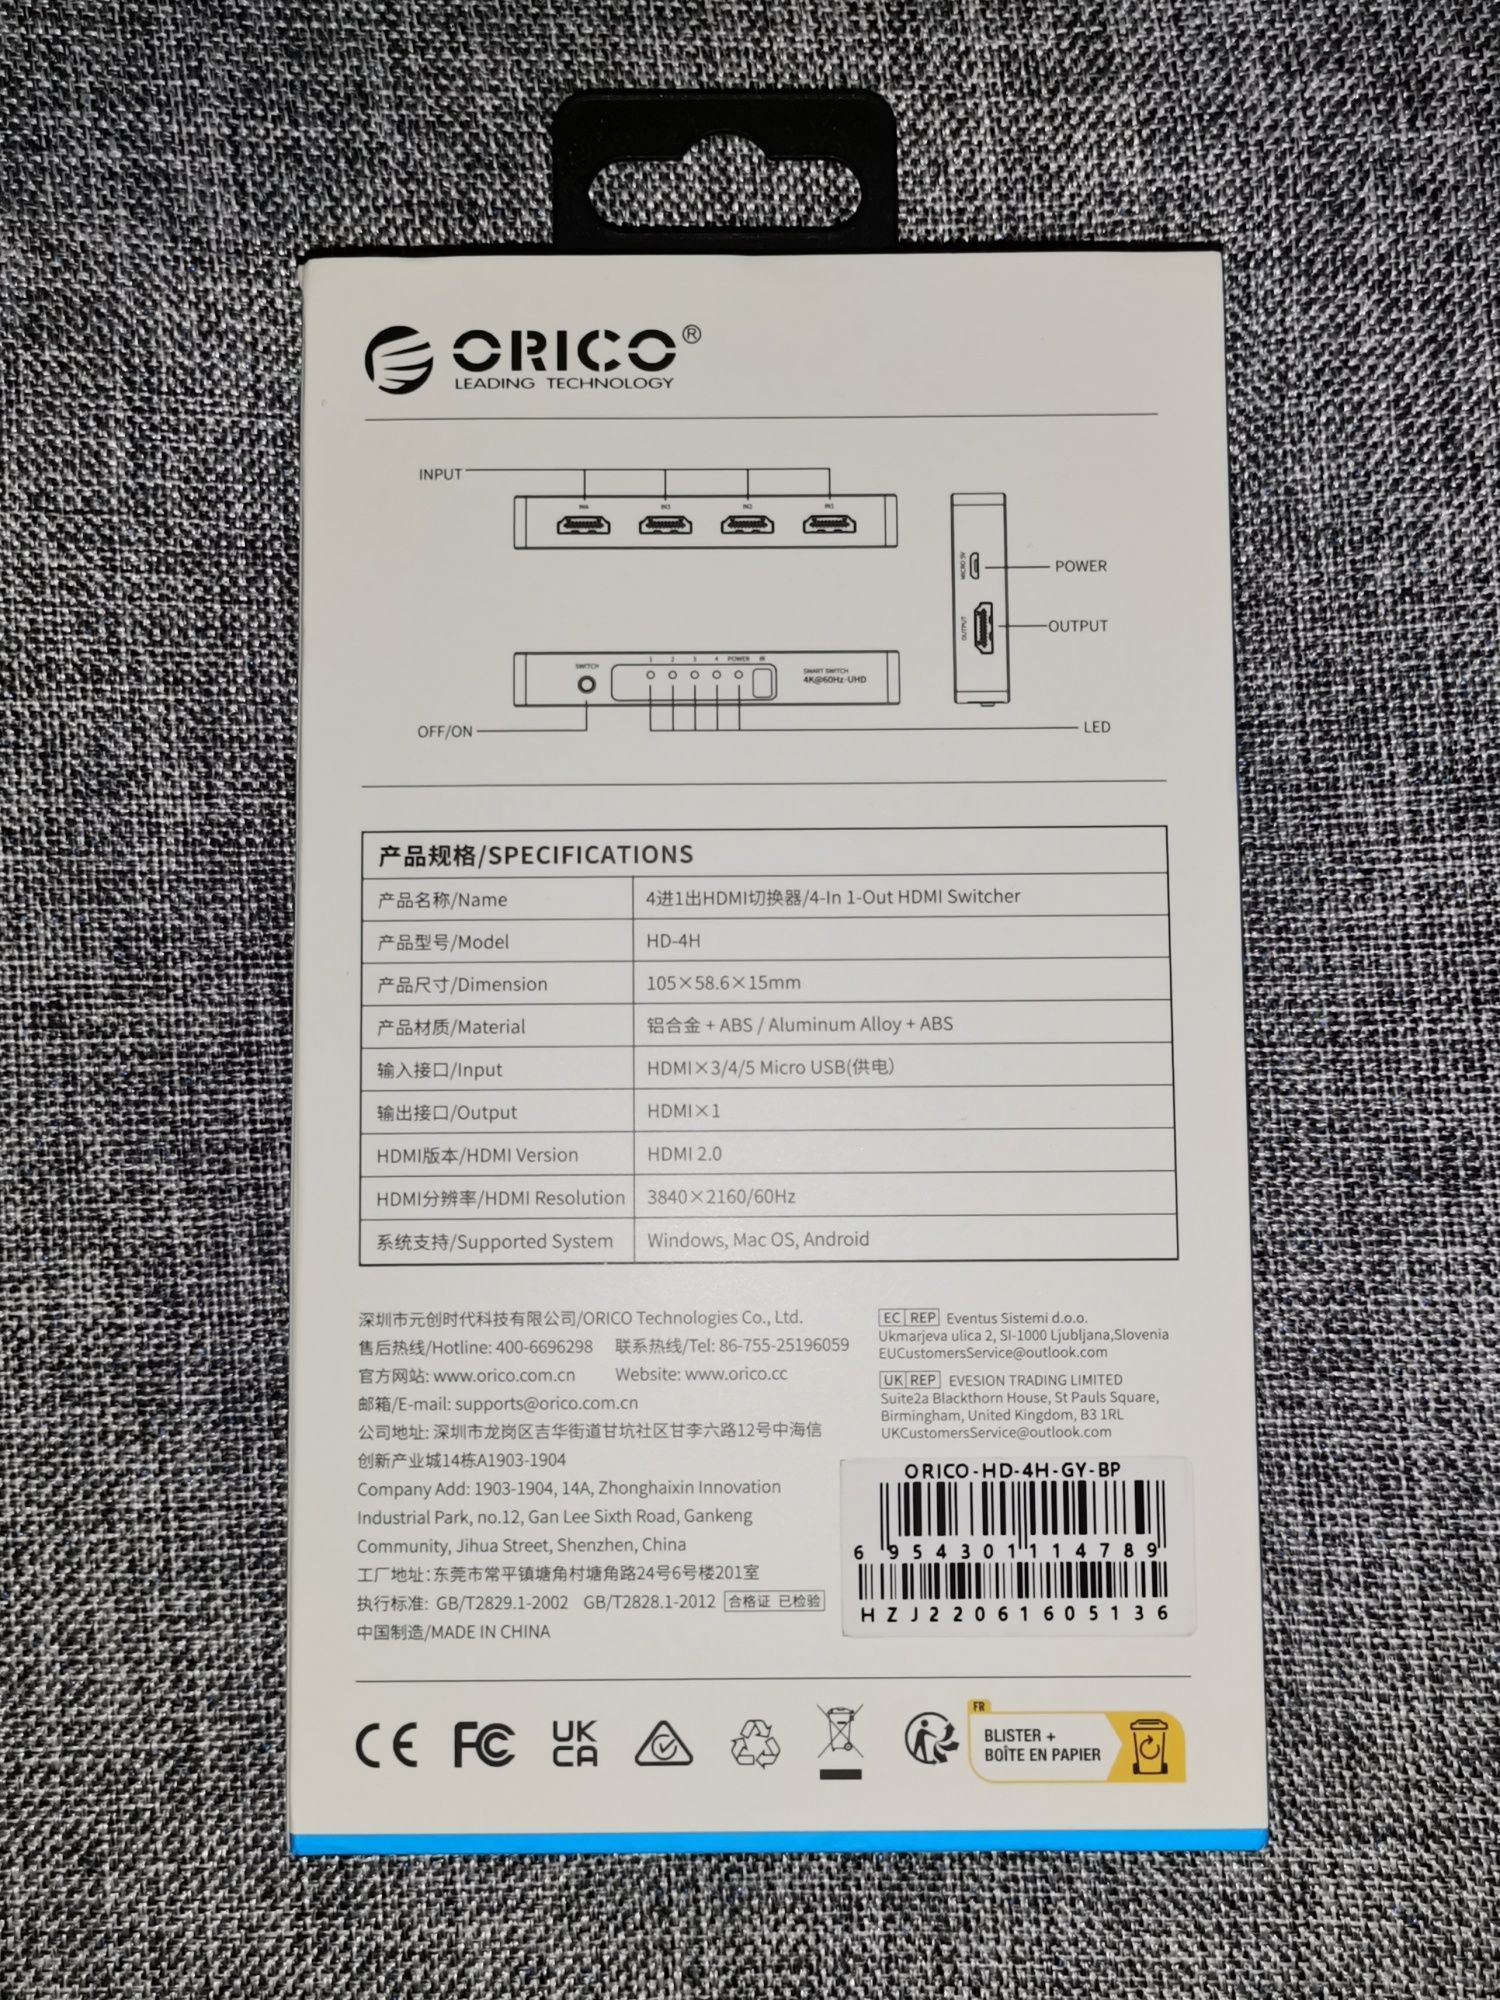 ORICO®
LEADING TECHNOLOGY
INPUT
IN4 IN3 IN2 IN1
MICRO 5V
POWER
OUTPUT
OUTPUT
SWITCH
1 2 3 4 POWER IR
SMART SWITCH
4K@60Hz-UHD
OFF/ON
LED
产品规格/SPECIFICATIONS
产品名称/Name 4进1出HDMI切换器/4-In 1-Out HDMI Switcher
产品型号/Model HD-4H
产品尺寸/Dimension 105×58.6×15mm
产品材质/Material 铝合金 + ABS / Aluminum Alloy + ABS
输入接口/Input HDMI×3/4/5 Micro USB(供电)
输出接口/Output HDMI×1
HDMI版本/HDMI Version HDMI 2.0
HDMI分辨率/HDMI Resolution 3840×2160/60Hz
系统支持/Supported System Windows, Mac OS, Android
深圳市元创时代科技有限公司/ORICO Technologies Co., Ltd.
售后热线/Hotline: 400-6696298 联系热线/Tel: 86-755-25196059
官方网站: www.orico.com.cn Website: www.orico.cc
邮箱/E-mail: supports@orico.com.cn
公司地址: 深圳市龙岗区吉华街道甘坑社区甘李六路12号中海信
创新产业城14栋A1903-1904
Company Add: 1903-1904, 14A, Zhonghaixin Innovation
Industrial Park, no.12, Gan Lee Sixth Road, Gankeng
Community, Jihua Street, Shenzhen, China
工厂地址: 东莞市常平镇塘角村塘角路24号6号楼201室
执行标准: GB/T2829.1-2002 GB/T2828.1-2012 合格证 已检验
中国制造/MADE IN CHINA
EC REP Eventus Sistemi d.o.o.
Ukmarjeva ulica 2, SI-1000 Ljubljana,Slovenia
EUCustomersService@outlook.com
UK REP EVESION TRADING LIMITED
Suite2a Blackthorn House, St Pauls Square,
Birmingham, United Kingdom, B3 1RL
UKCustomersService@outlook.com
ORICO-HD-4H-GY-BP
6 954301 114789
HZJ22061605136
CE FC UK
CA
FR
BLISTER +
BOÎTE EN PAPIER